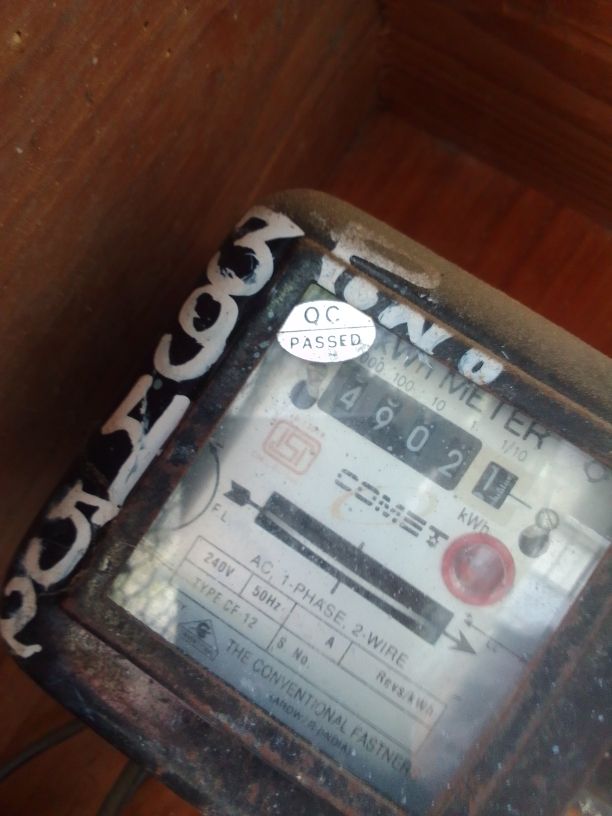 QC
PASSED
KWh METER
1000 100 10 1 1/10
4 9 0 2 1
ISI
COMET
kWh
F.L.
AC, 1-PHASE, 2-WIRE
240V 50Hz A Revs/kWh
TYPE CF 12 S No.
THE CONVENTIONAL FASTNER